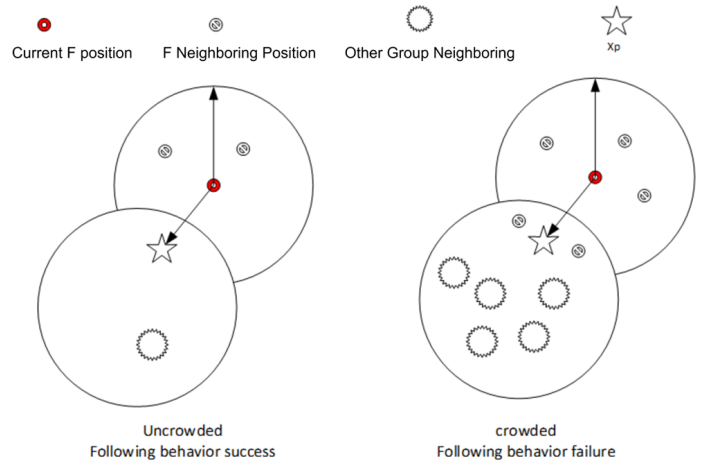 Current F position
F Neighboring Position
Other Group Neighboring
Xp
Uncrowded
Following behavior success
crowded
Following behavior failure